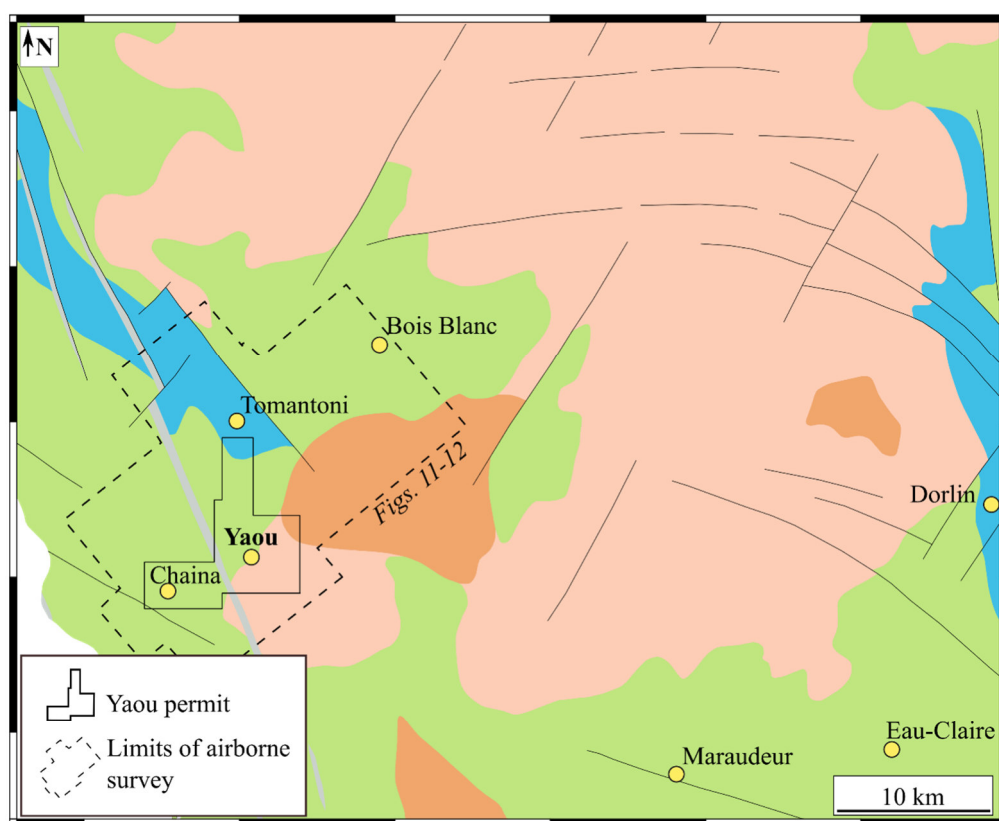 N
Bois Blanc
Tomantoni
Figs. 11-12
Dorlin
Yaou
Chaina
Yaou permit
Limits of airborne
survey
Eau-Claire
Maraudeur
10 km